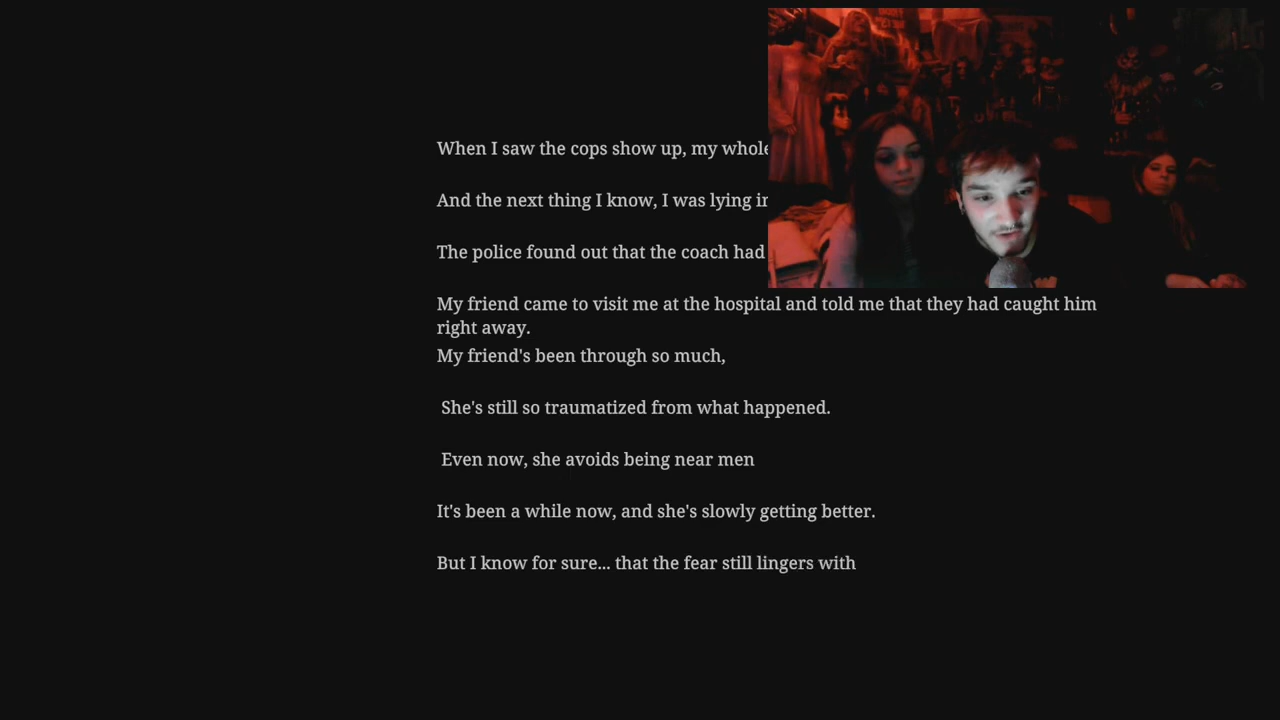 When I saw the cops show up, my whole
And the next thing I know, I was lying in
The police found out that the coach had
My friend came to visit me at the hospital and told me that they had caught him
right away.
My friend's been through so much,
She's still so traumatized from what happened.
Even now, she avoids being near men
It's been a while now, and she's slowly getting better.
But I know for sure... that the fear still lingers with